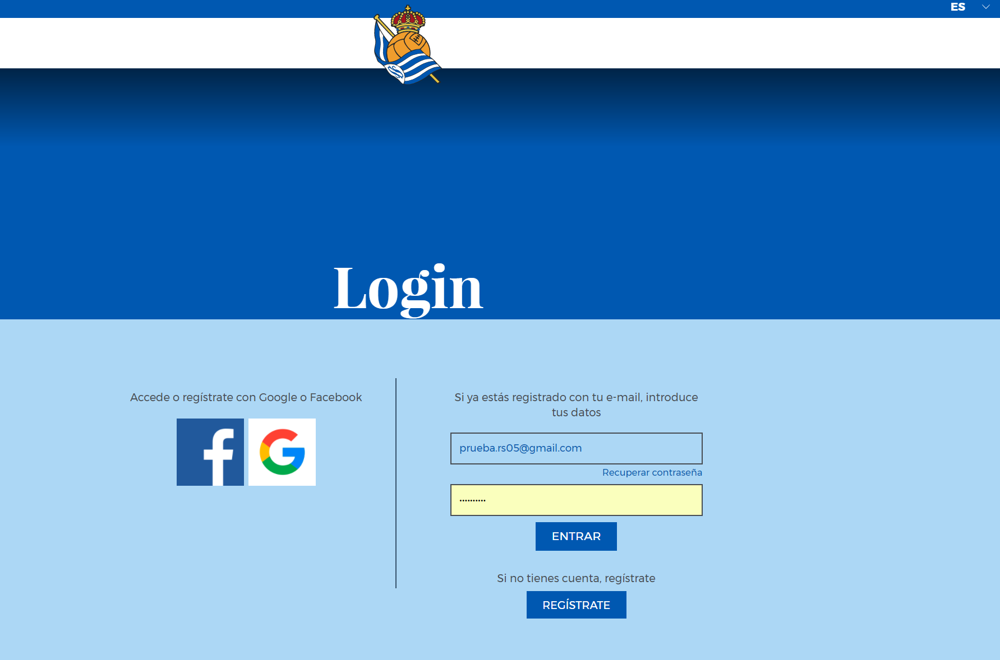 ES
Login
Accede o regístrate con Google o Facebook
Si ya estás registrado con tu e-mail, introduce
tus datos
prueba.rs05@gmail.com
Recuperar contraseña
••••••••••
ENTRAR
Si no tienes cuenta, regístrate
REGÍSTRATE